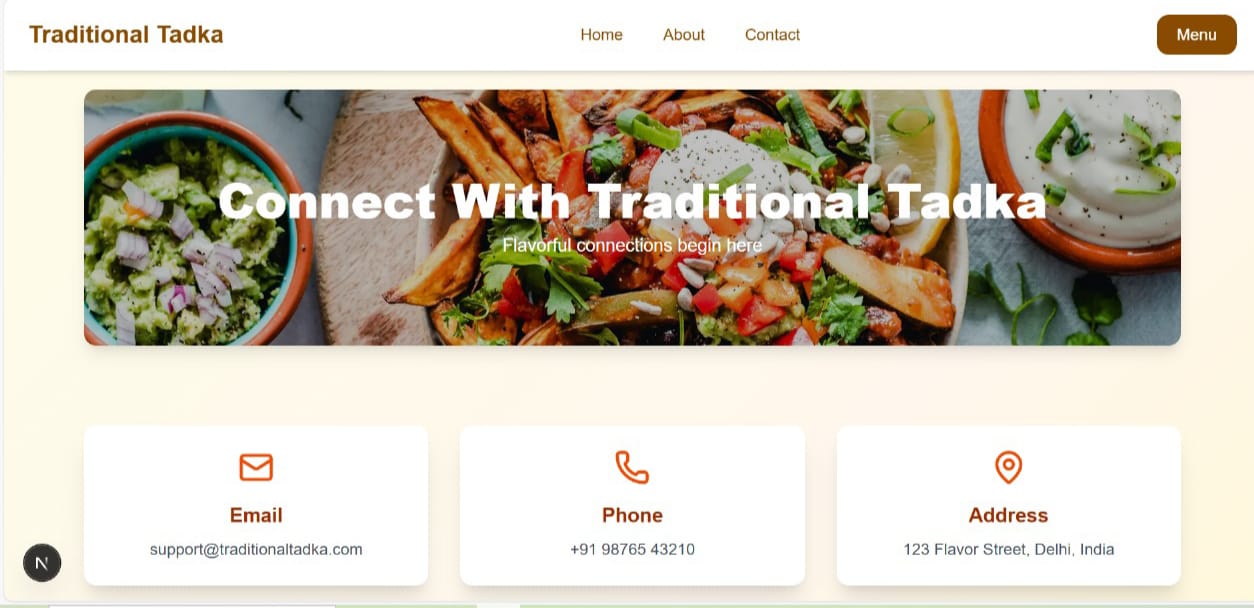 Traditional Tadka
Home About Contact
Menu
Connect With Traditional Tadka
Flavorful connections begin here
Email
support@traditionaltadka.com
Phone
+91 98765 43210
Address
123 Flavor Street, Delhi, India
N